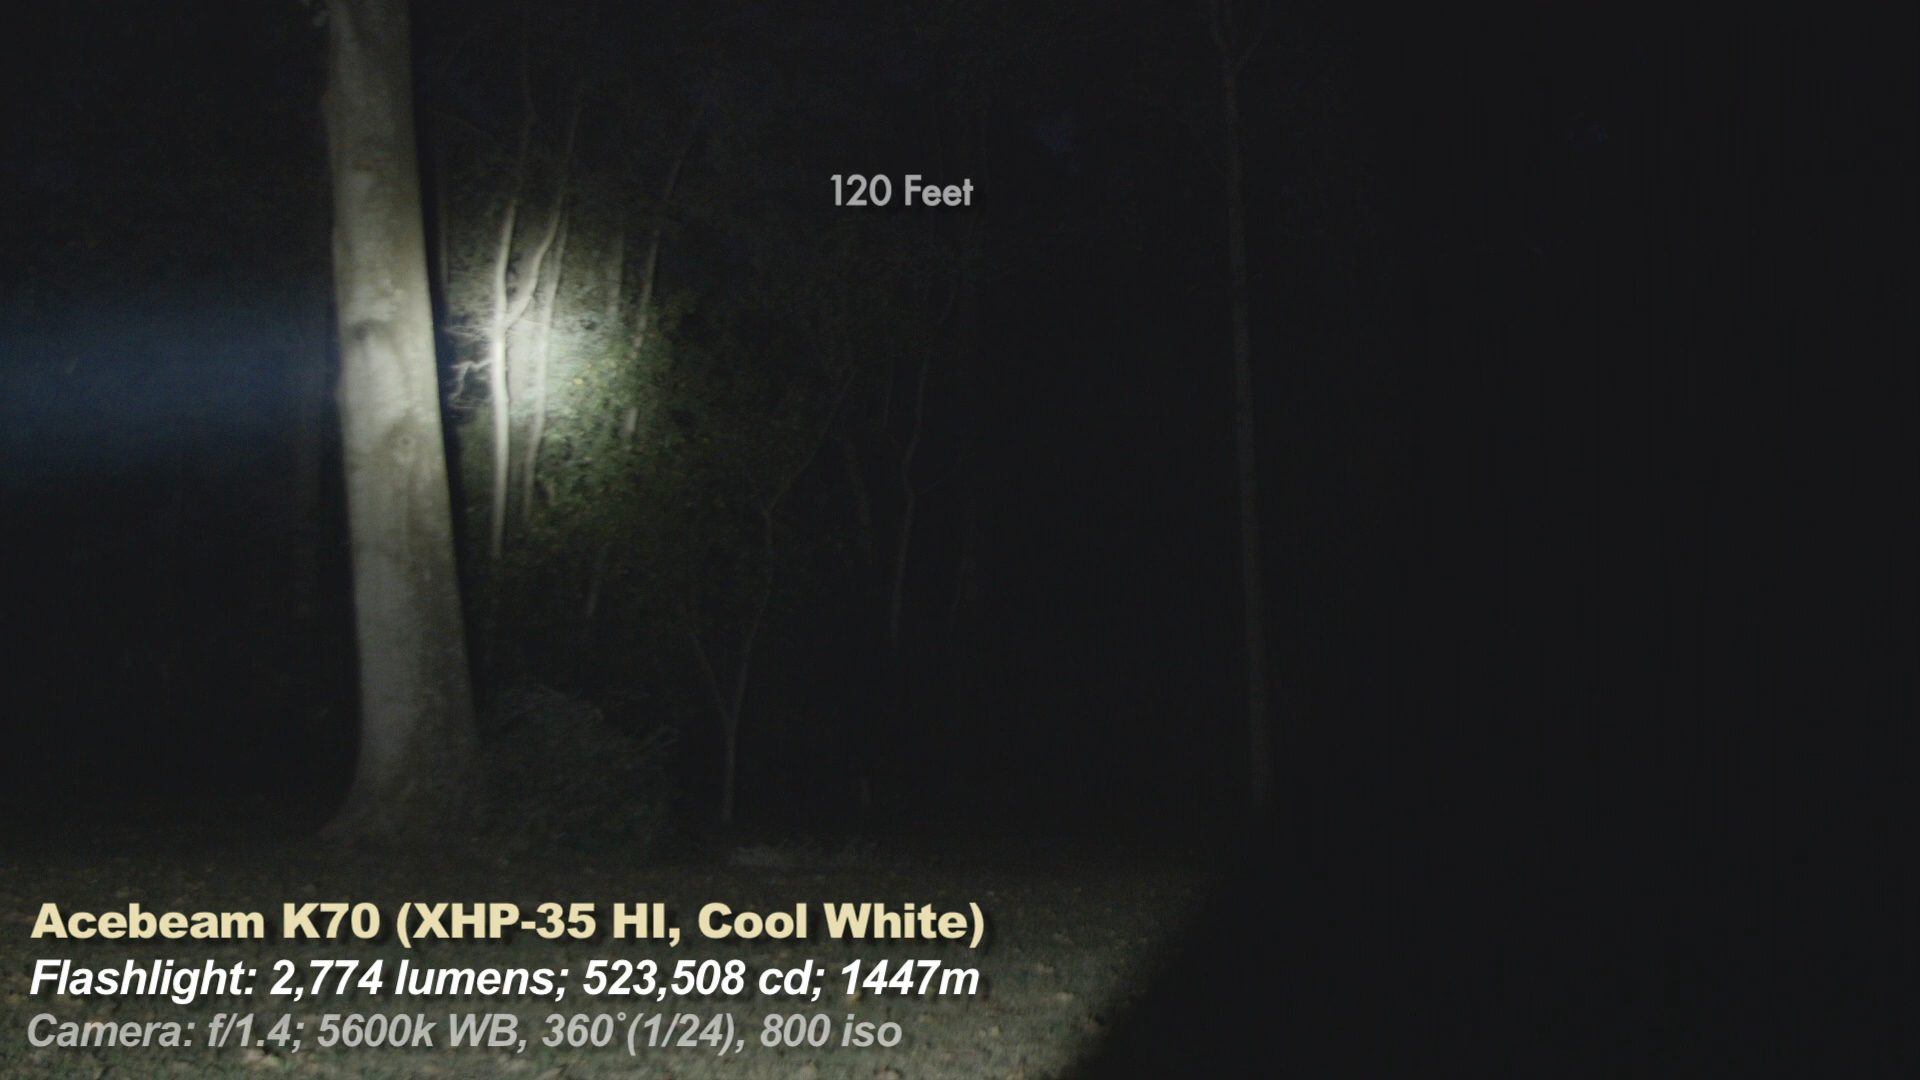 120 Feet
Acebeam K70 (XHP-35 HI, Cool White)
Flashlight: 2,774 lumens; 523,508 cd; 1447m
Camera: f/1.4; 5600k WB, 360˚(1/24), 800 iso